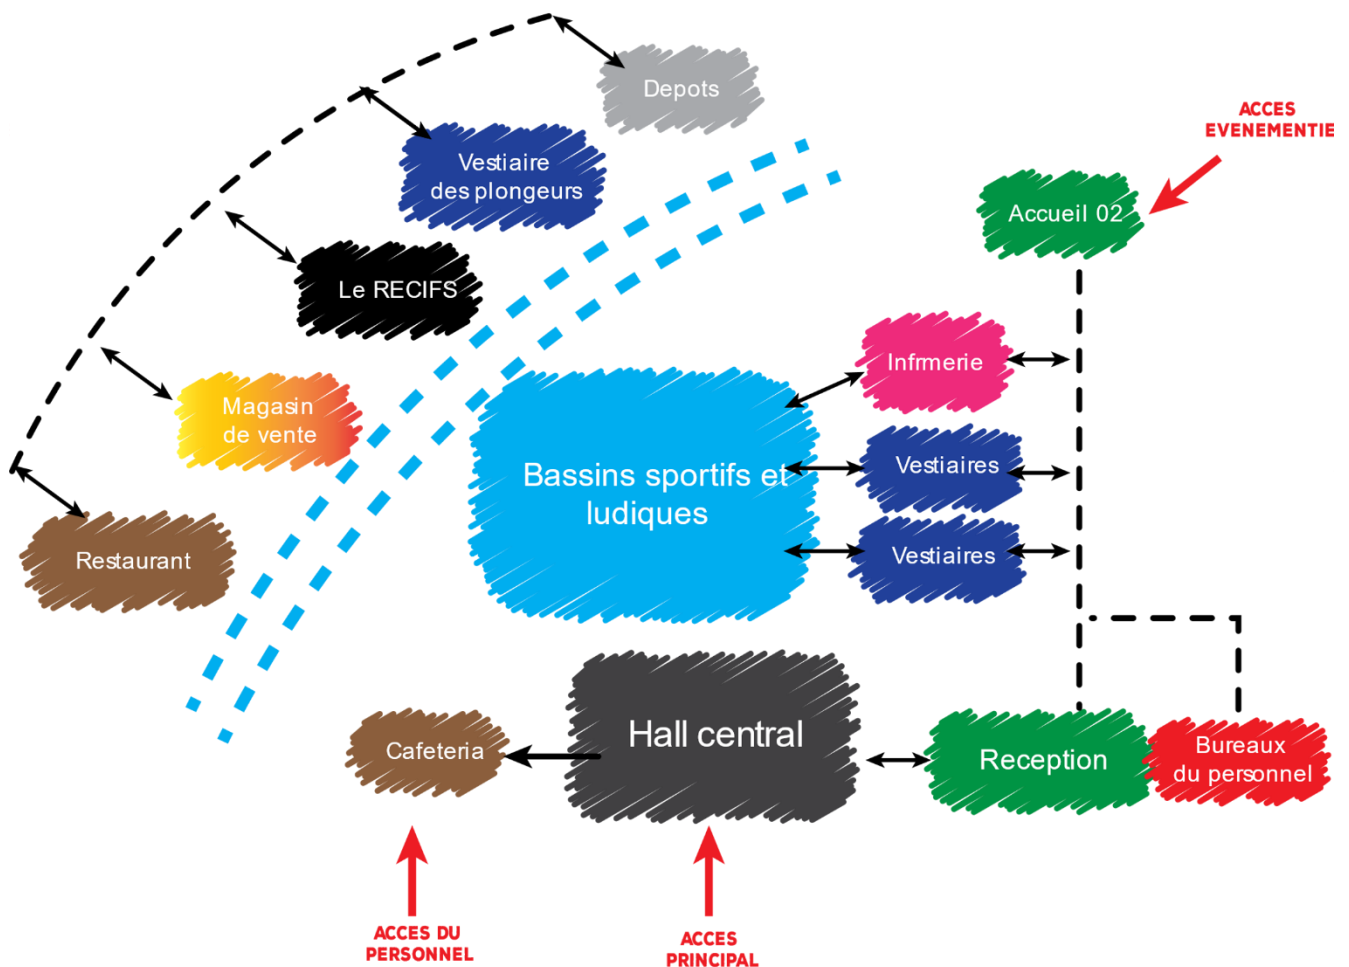 Depots
ACCES
EVENEMENTIE
Vestiaire
des plongeurs
Accueil 02
Le RECIFS
Infrmerie
Magasin
de vente
Vestiaires
Bassins sportifs et
ludiques
Vestiaires
Restaurant
Hall central
Cafeteria
Reception
Bureaux
du personnel
ACCES DU
PERSONNEL
ACCES
PRINCIPAL